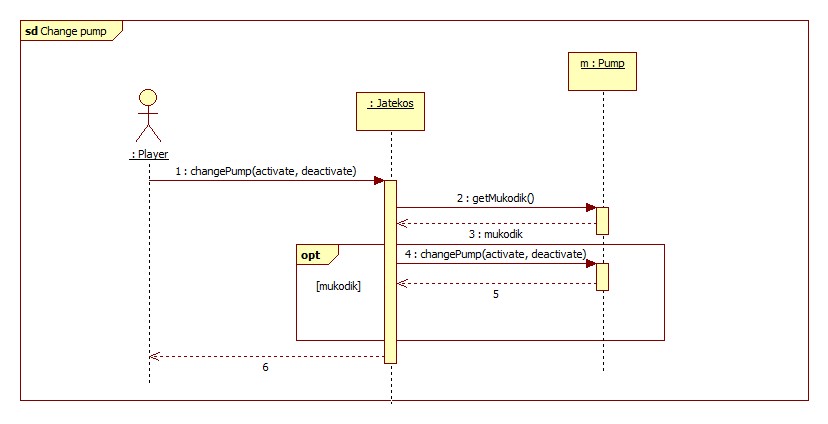 sd Change pump
m : Pump
: Jatekos
: Player
1 : changePump(activate, deactivate)
2 : getMukodik()
3 : mukodik
opt
4 : changePump(activate, deactivate)
[mukodik]
5
6